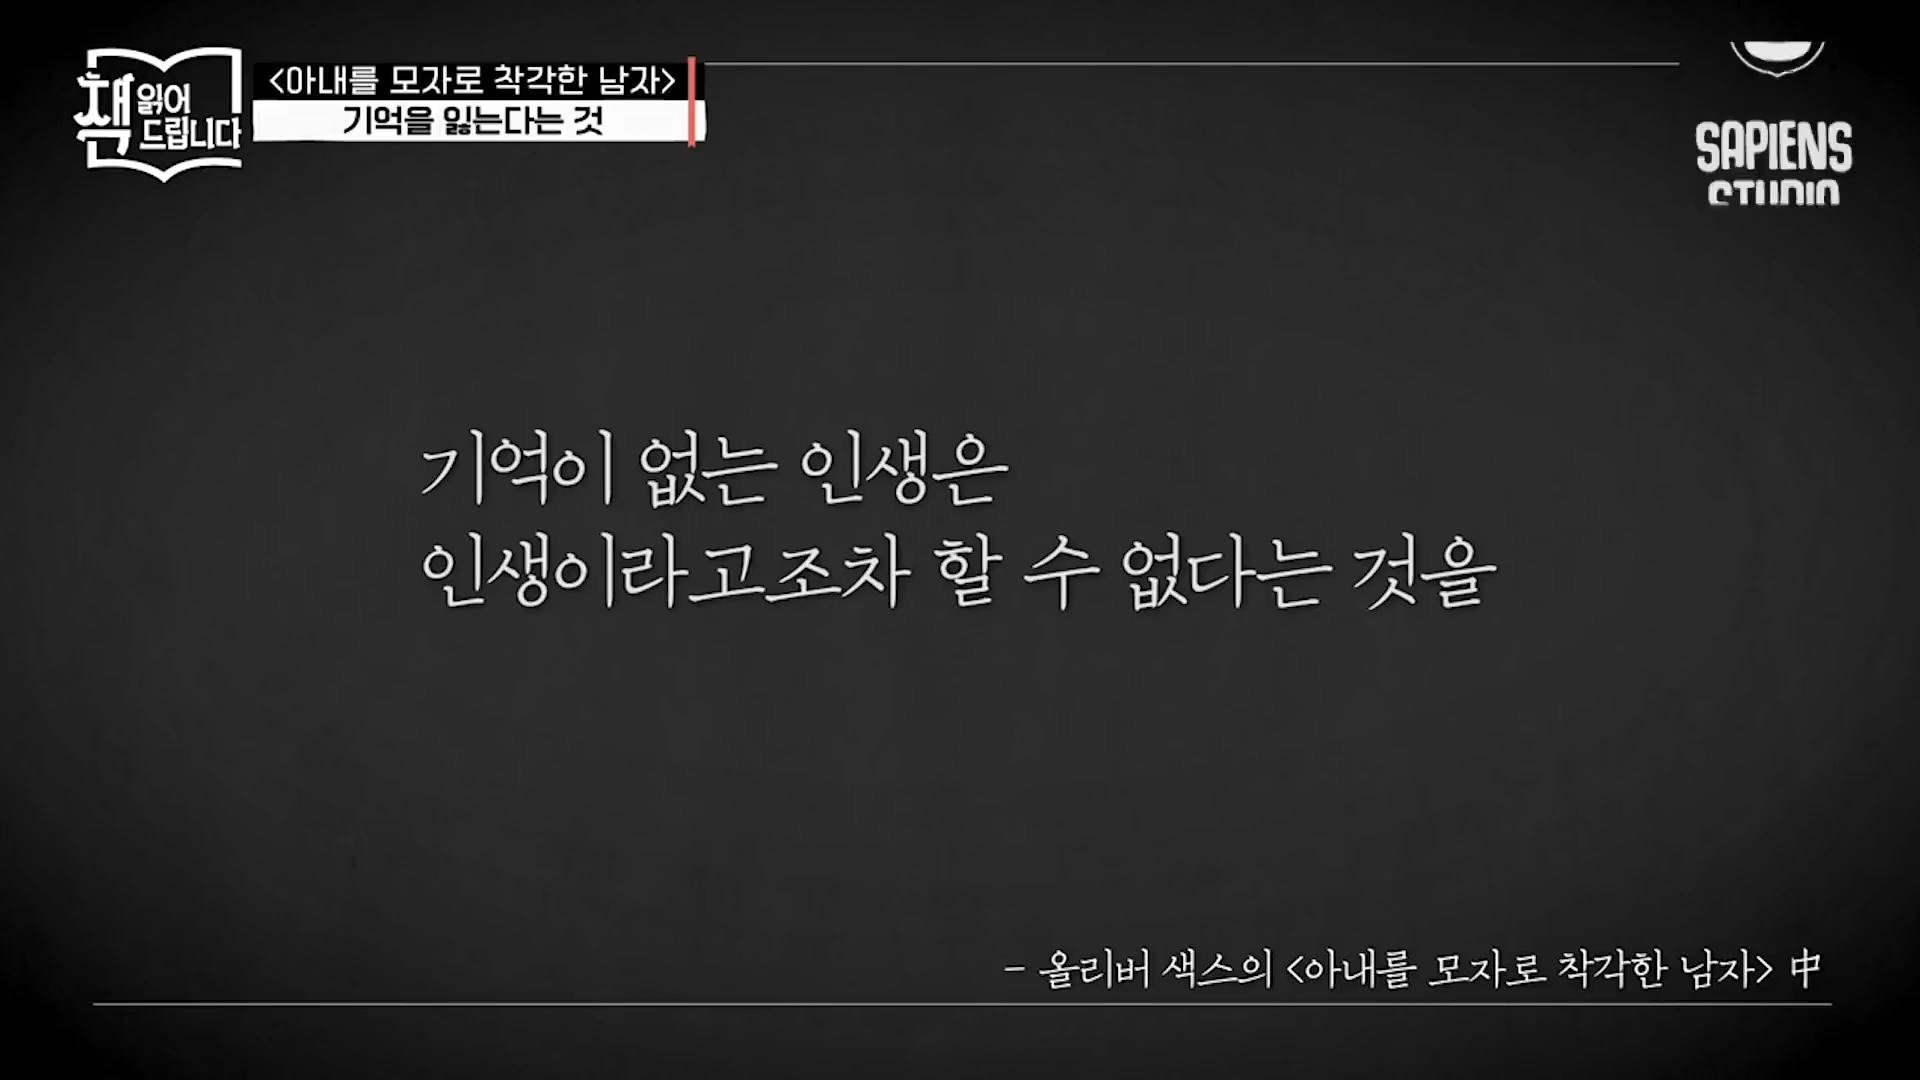 책 읽어
드립니다
<아내를 모자로 착각한 남자>
기억을 잃는다는 것
SAPIENS
STUDIO
기억이 없는 인생은
인생이라고조차 할 수 없다는 것을
- 올리버 색스의 <아내를 모자로 착각한 남자> 中